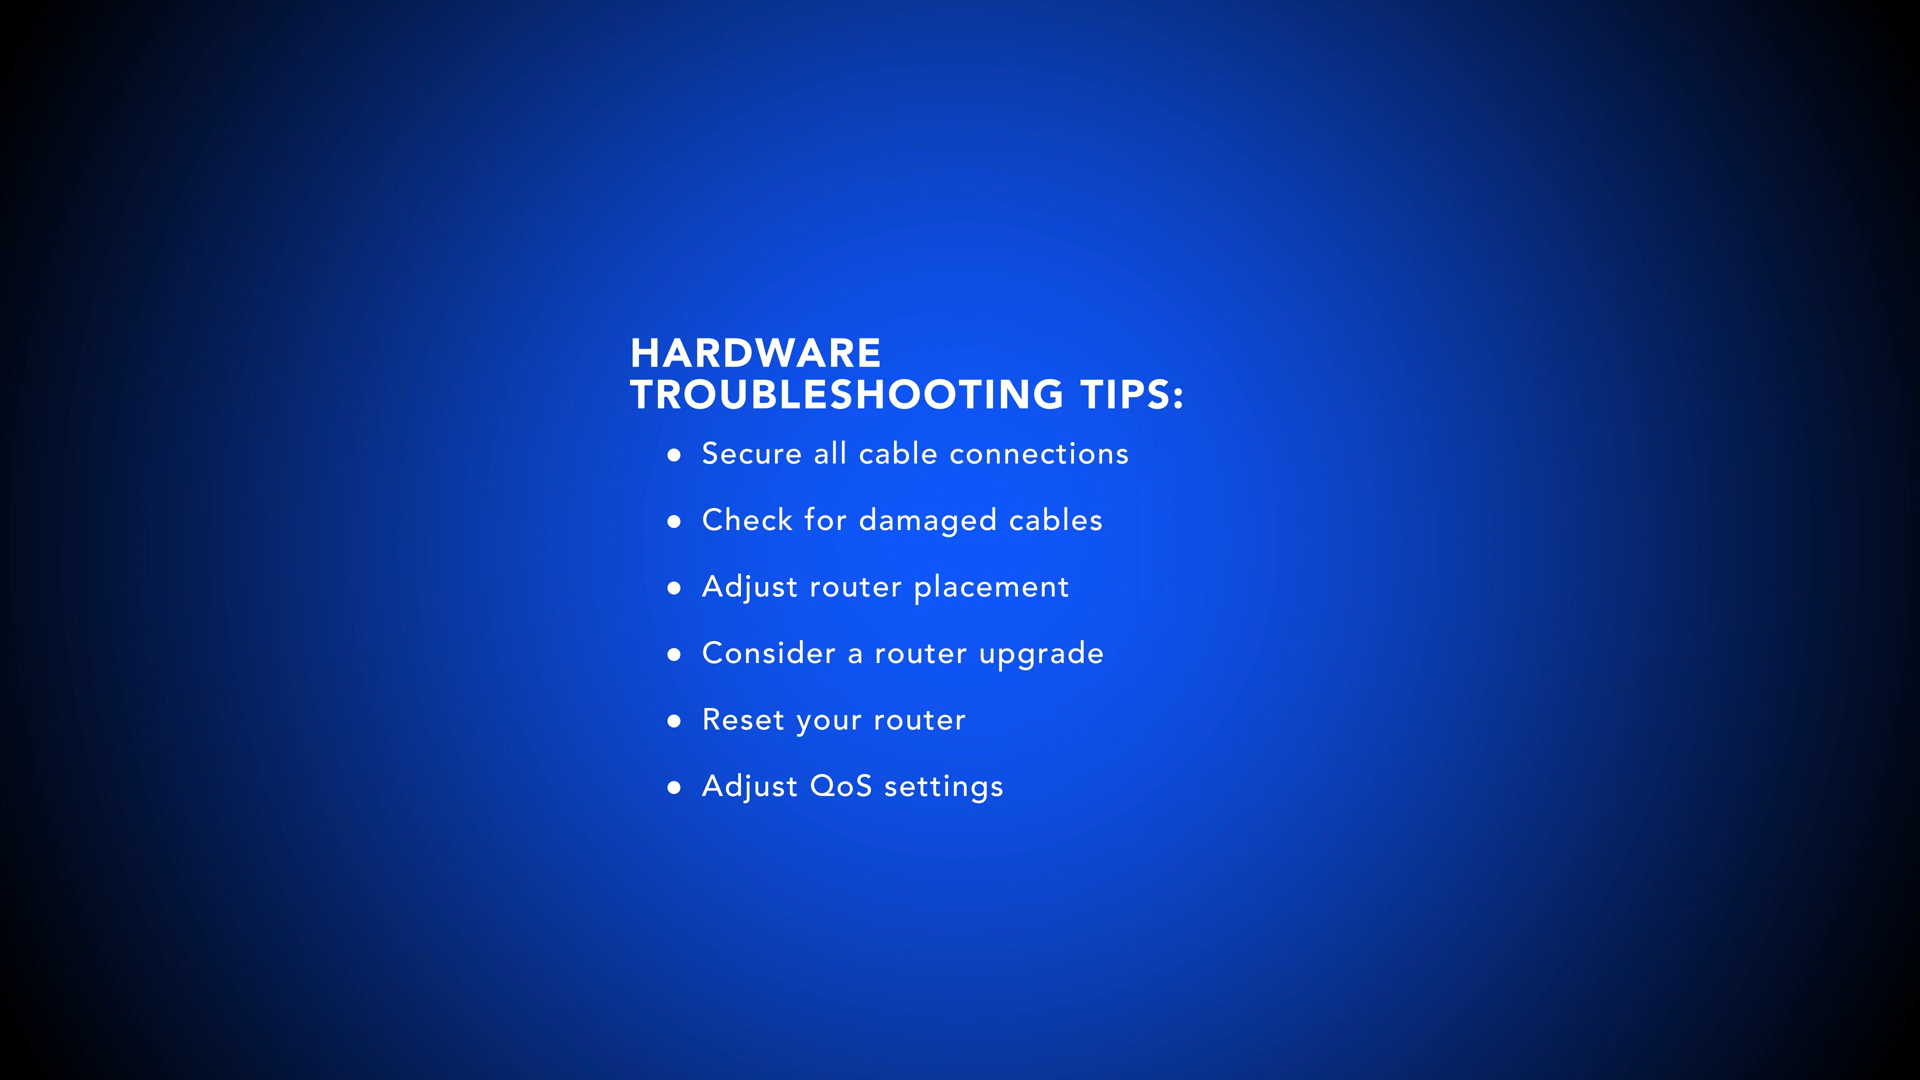 HARDWARE
TROUBLESHOOTING TIPS:
● Secure all cable connections
● Check for damaged cables
● Adjust router placement
● Consider a router upgrade
● Reset your router
● Adjust QoS settings